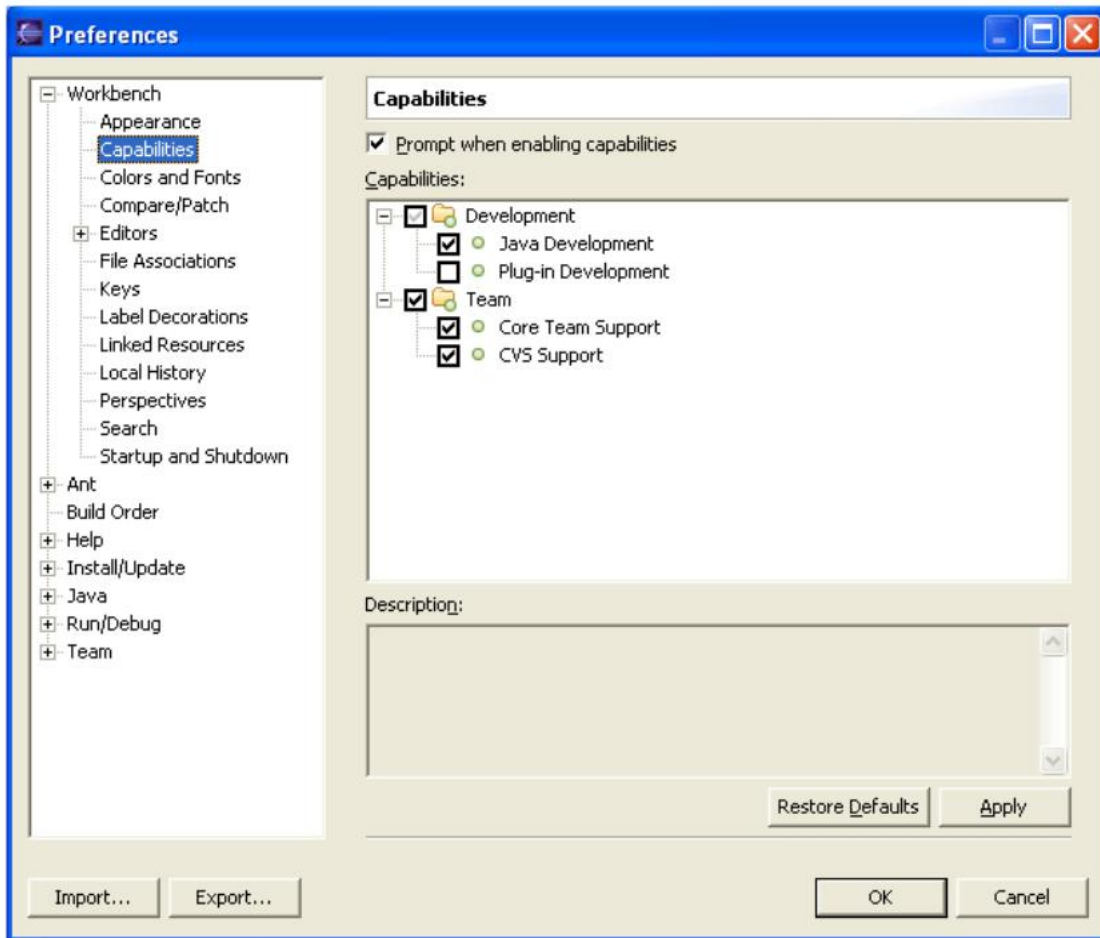 Preferences
Workbench
Appearance
Capabilities
Colors and Fonts
Compare/Patch
Editors
File Associations
Keys
Label Decorations
Linked Resources
Local History
Perspectives
Search
Startup and Shutdown
Ant
Build Order
Help
Install/Update
Java
Run/Debug
Team
Capabilities
Prompt when enabling capabilities
Capabilities:
Development
Java Development
Plug-in Development
Team
Core Team Support
CVS Support
Description:
Restore Defaults
Apply
Import...
Export...
OK
Cancel